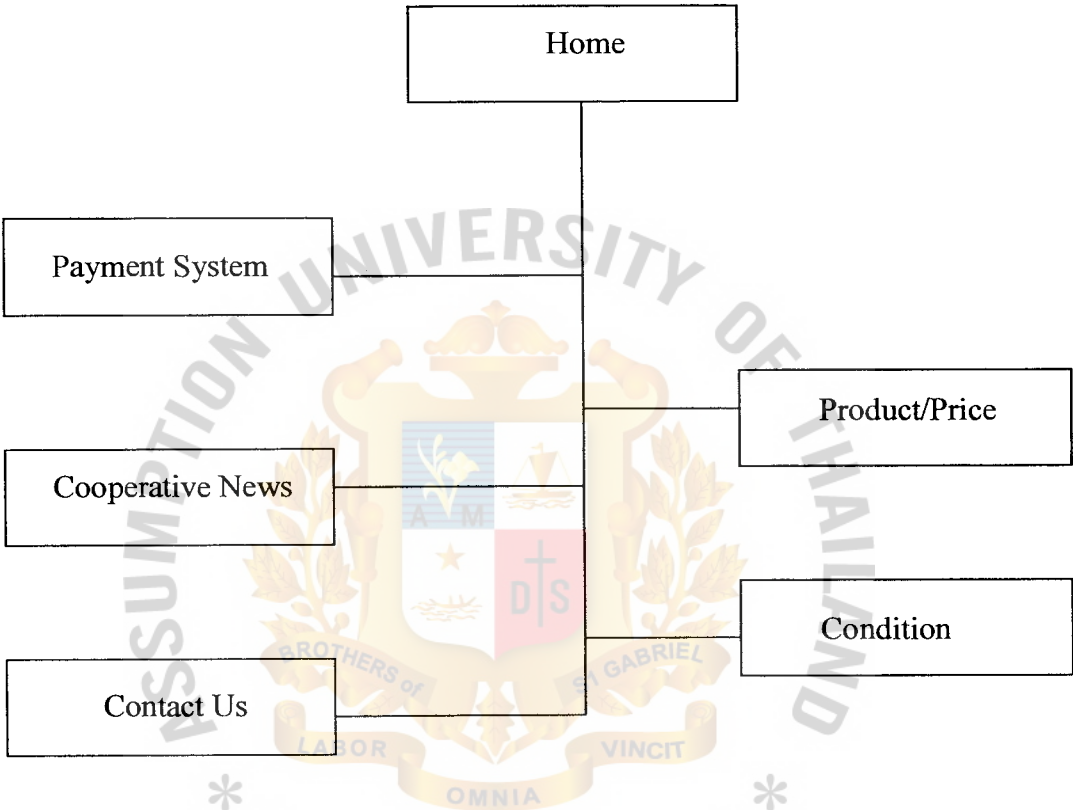 Home
Payment System
Product/Price
Cooperative News
Condition
Contact Us
ASSUMPTION UNIVERSITY OF THAILAND
A M
D S
BROTHERS of ST GABRIEL
LABOR OMNIA VINCIT
* *